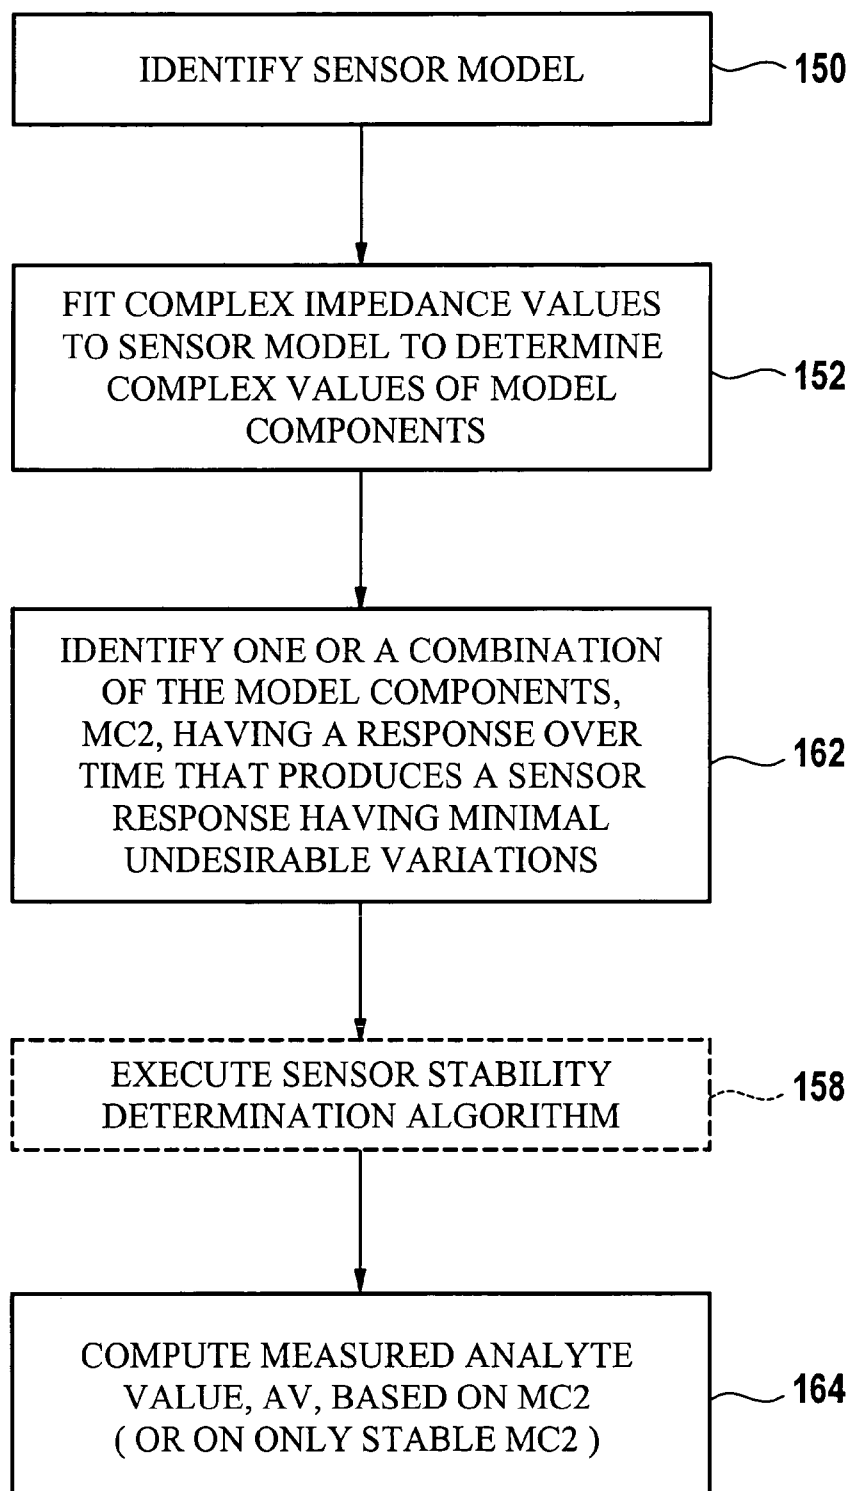 IDENTIFY SENSOR MODEL
150
FIT COMPLEX IMPEDANCE VALUES
TO SENSOR MODEL TO DETERMINE
COMPLEX VALUES OF MODEL
COMPONENTS
152
IDENTIFY ONE OR A COMBINATION
OF THE MODEL COMPONENTS,
MC2, HAVING A RESPONSE OVER
TIME THAT PRODUCES A SENSOR
RESPONSE HAVING MINIMAL
UNDESIRABLE VARIATIONS
162
EXECUTE SENSOR STABILITY
DETERMINATION ALGORITHM
158
COMPUTE MEASURED ANALYTE
VALUE, AV, BASED ON MC2
( OR ON ONLY STABLE MC2 )
164